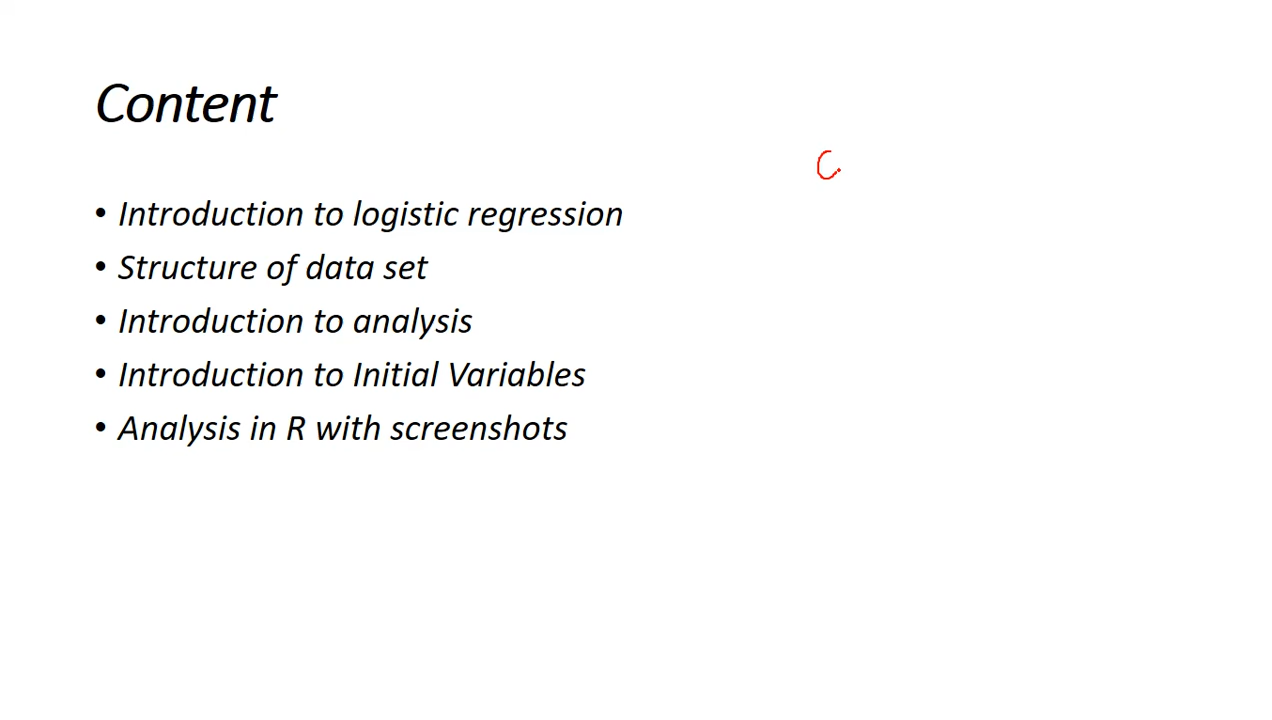 Content
C
• Introduction to logistic regression
• Structure of data set
• Introduction to analysis
• Introduction to Initial Variables
• Analysis in R with screenshots